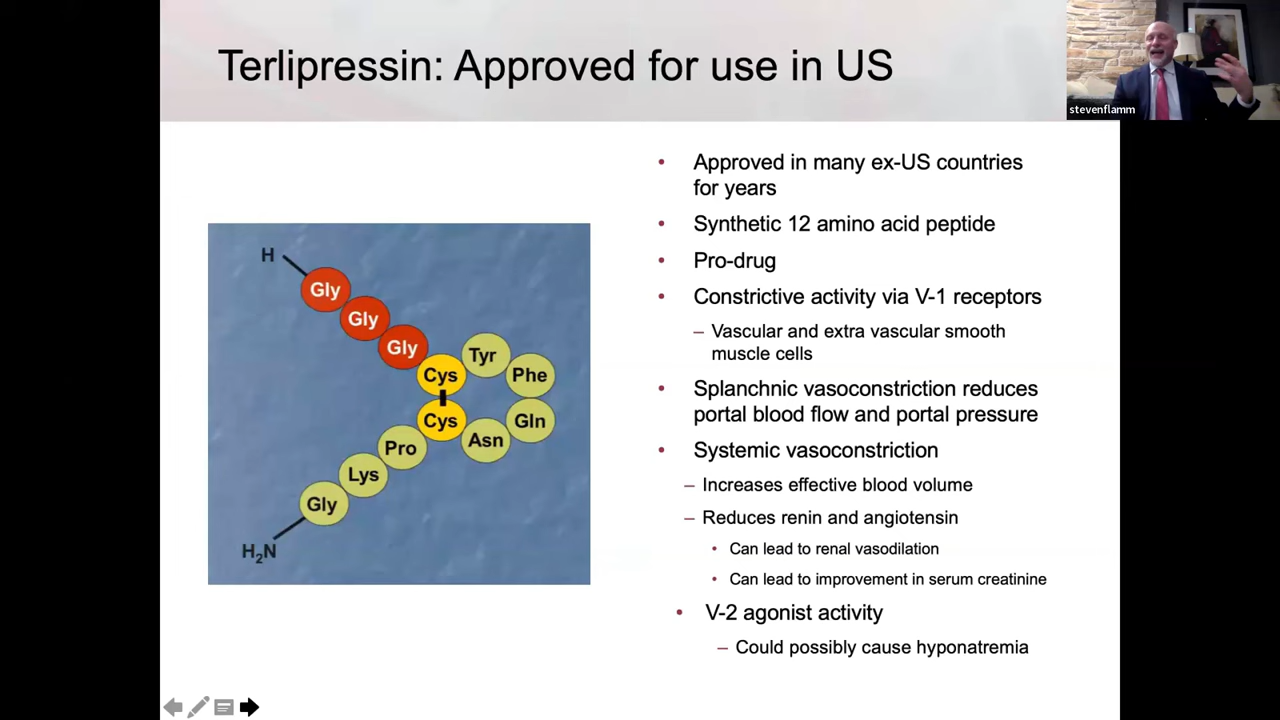 Terlipressin: Approved for use in US
stevenflamm
H
Gly
Gly
Gly
Cys
Tyr
Phe
Gln
Asn
Cys
Pro
Lys
Gly
H₂N
• Approved in many ex-US countries
for years
• Synthetic 12 amino acid peptide
• Pro-drug
• Constrictive activity via V-1 receptors
– Vascular and extra vascular smooth
muscle cells
• Splanchnic vasoconstriction reduces
portal blood flow and portal pressure
• Systemic vasoconstriction
– Increases effective blood volume
– Reduces renin and angiotensin
• Can lead to renal vasodilation
• Can lead to improvement in serum creatinine
• V-2 agonist activity
– Could possibly cause hyponatremia